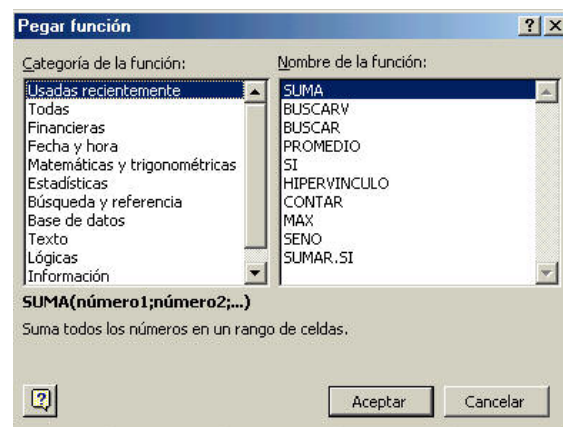 Pegar función
Categoría de la función:
Usadas recientemente
Todas
Financieras
Fecha y hora
Matemáticas y trigonométricas
Estadísticas
Búsqueda y referencia
Base de datos
Texto
Lógicas
Información
Nombre de la función:
SUMA
BUSCARV
BUSCAR
PROMEDIO
SI
HIPERVINCULO
CONTAR
MAX
SENO
SUMAR.SI
SUMA(número1;número2;...)
Suma todos los números en un rango de celdas.
Aceptar
Cancelar